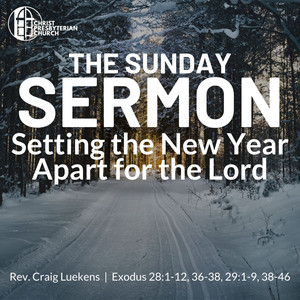 CHRIST
PRESBYTERIAN
CHURCH
THE SUNDAY
SERMON
Setting the New Year
Apart for the Lord
Rev. Craig Luekens | Exodus 28:1-12, 36-38, 29:1-9, 38-46